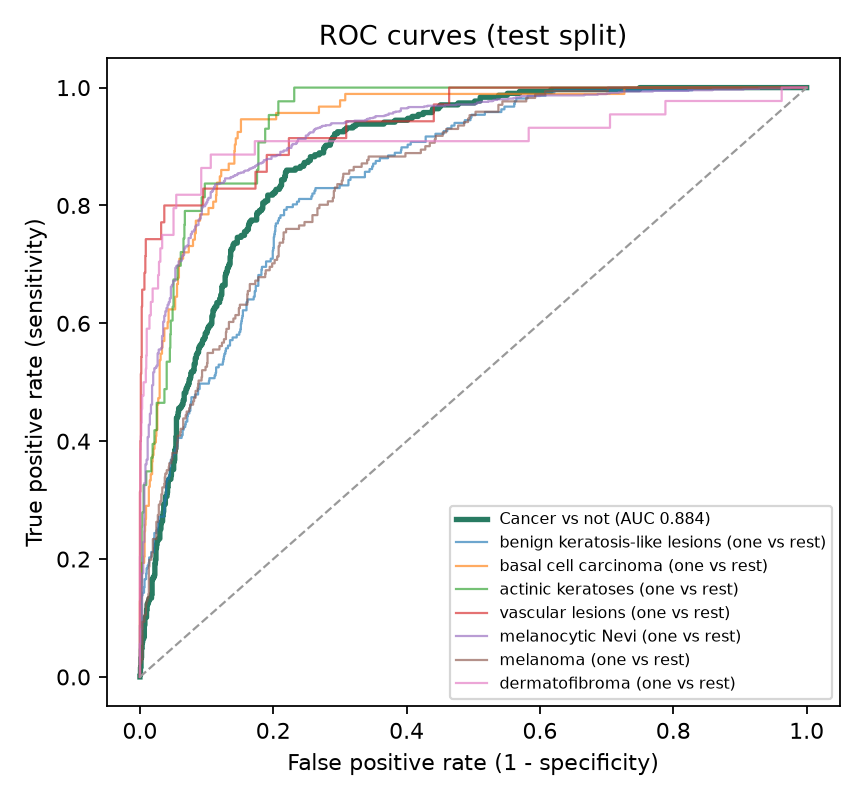 ROC curves (test split)
True positive rate (sensitivity)
1.0
0.8
0.6
0.4
0.2
0.0
Cancer vs not (AUC 0.884)
benign keratosis-like lesions (one vs rest)
basal cell carcinoma (one vs rest)
actinic keratoses (one vs rest)
vascular lesions (one vs rest)
melanocytic Nevi (one vs rest)
melanoma (one vs rest)
dermatofibroma (one vs rest)
0.0 0.2 0.4 0.6 0.8 1.0
False positive rate (1 - specificity)